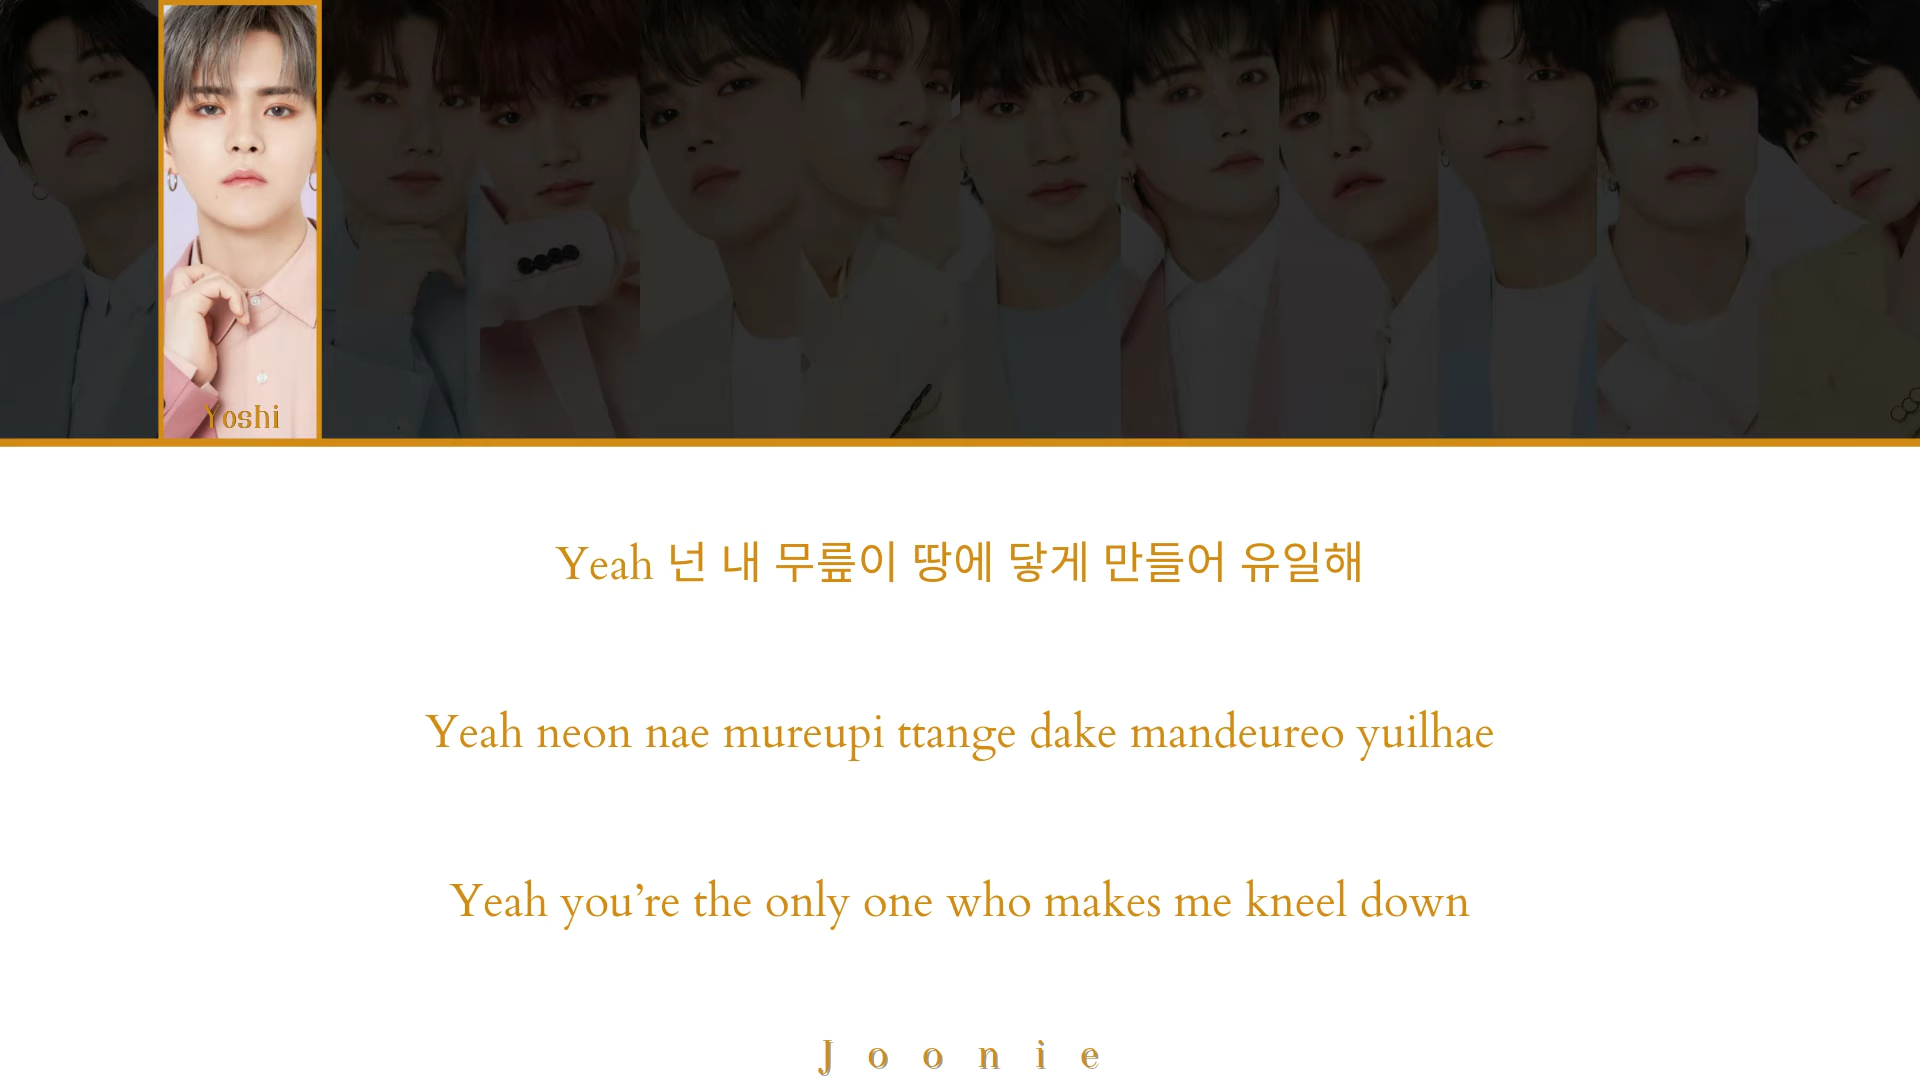 Yoshi
Yeah 넌 내 무릎이 땅에 닿게 만들어 유일해
Yeah neon nae mureupi ttange dake mandeureo yuilhae
Yeah you’re the only one who makes me kneel down
Joonie